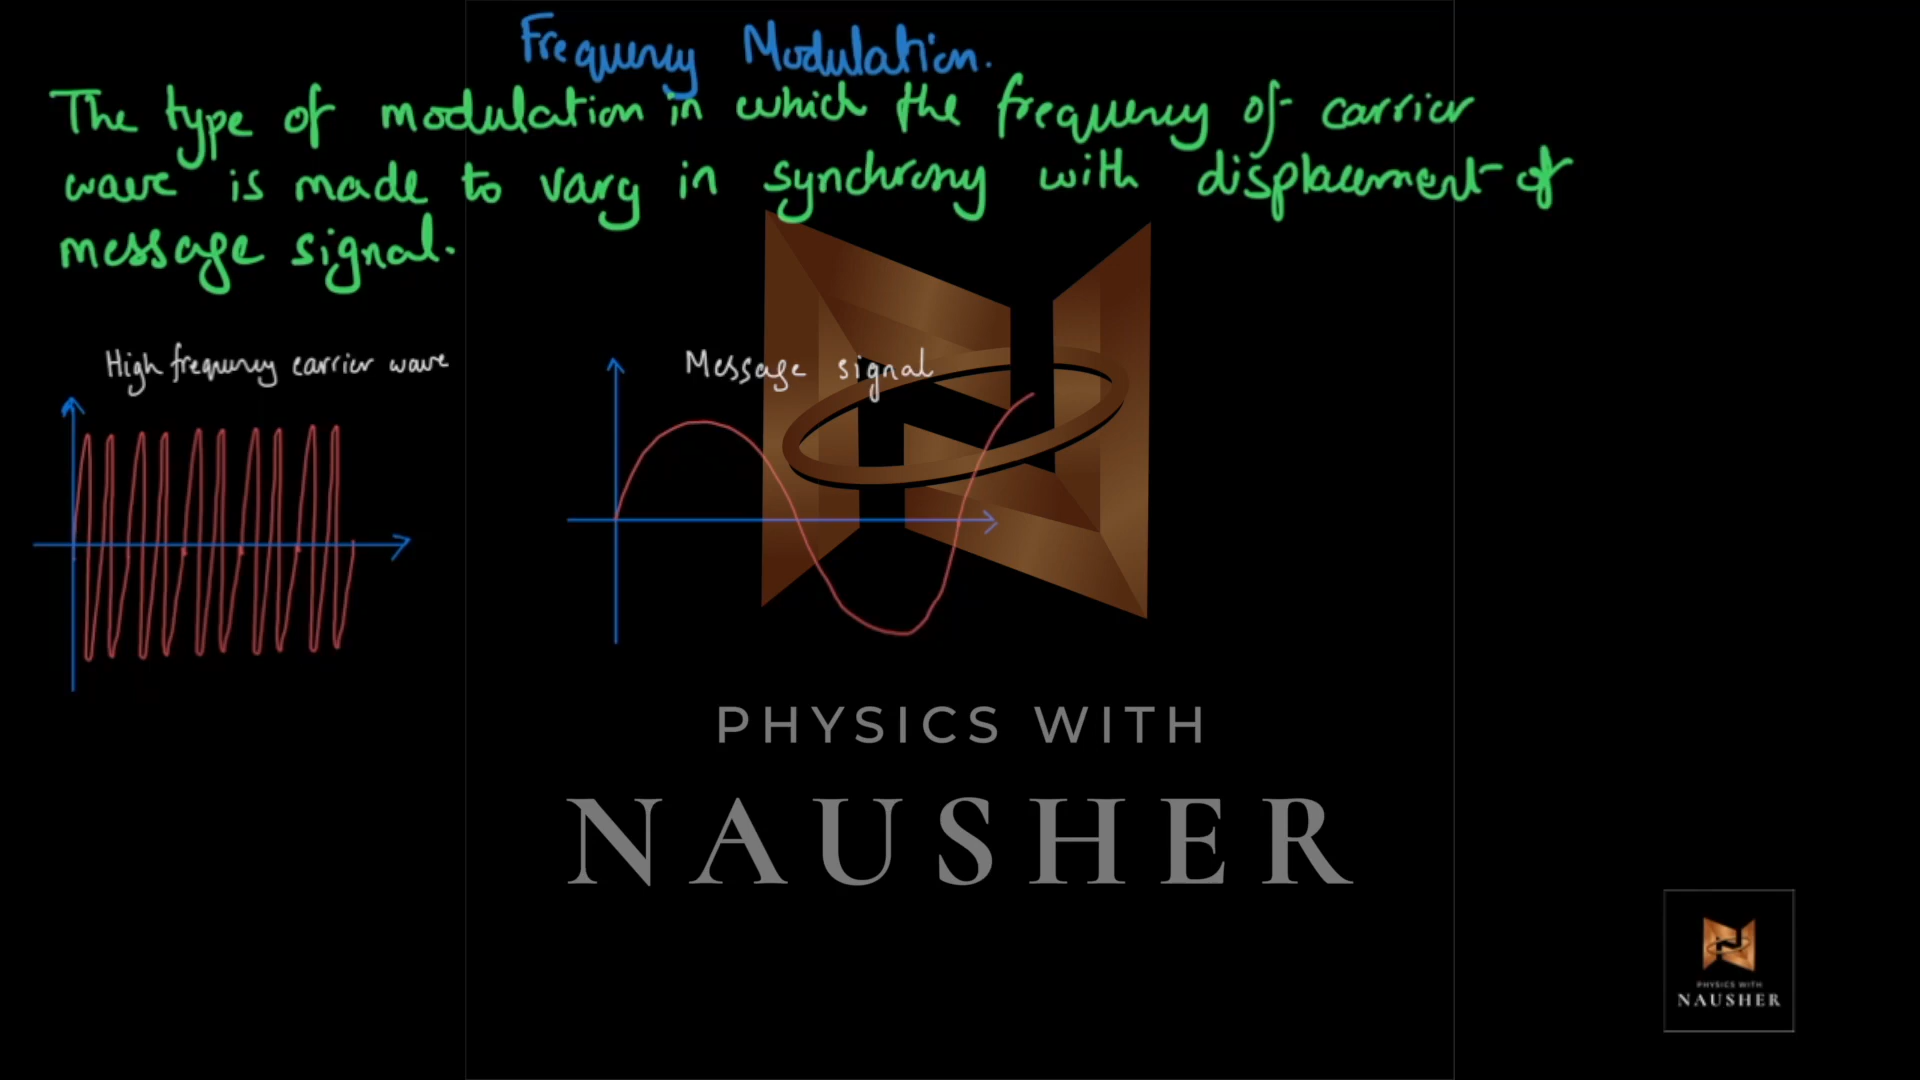 Frequency Modulation.
The type of modulation in which the frequency of carrier
wave is made to vary in synchrony with displacement of
message signal.
High frequency carrier wave
Message signal
PHYSICS WITH
NAUSHER
PHYSICS WITH
NAUSHER